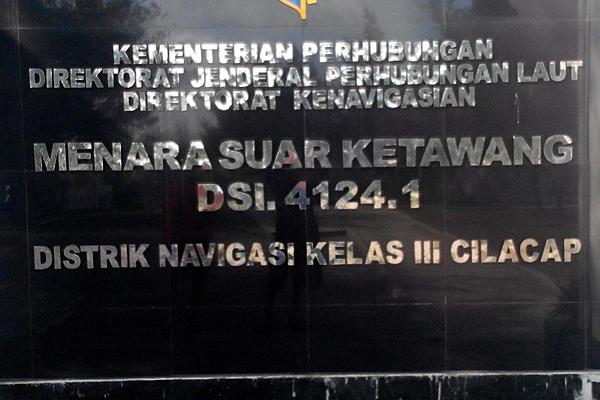 KEMENTERIAN PERHUBUNGAN
DIREKTORAT JENDERAL PERHUBUNGAN LAUT
DIREKTORAT KENAVIGASIAN
MENARA SUAR KETAWANG
DSI. 4124.1
DISTRIK NAVIGASI KELAS III CILACAP